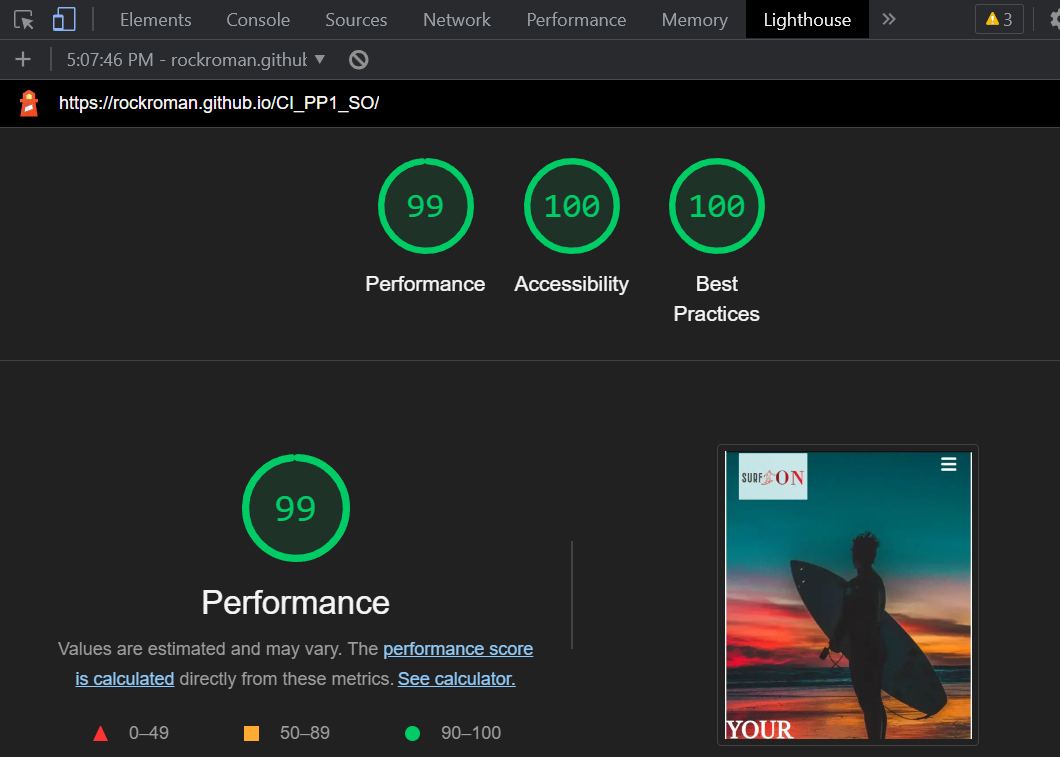 Elements Console Sources Network Performance Memory Lighthouse 3
5:07:46 PM - rockroman.githul
https://rockroman.github.io/CI_PP1_SO/
99 100 100
Performance Accessibility Best
Practices
99
Performance
Values are estimated and may vary. The performance score
is calculated directly from these metrics. See calculator.
0–49 50–89 90–100
SURF ON
YOUR